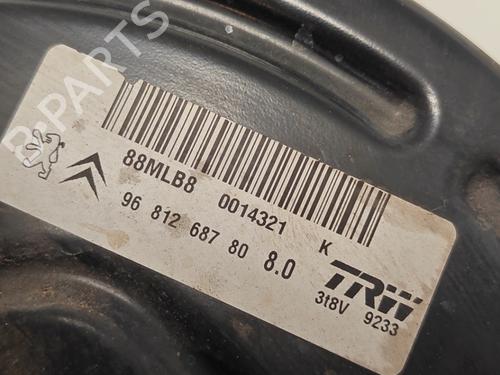 B-PARTS
88MLB8 0014321 K
96 812 687 80 8.0
TRW
3t8V 9233